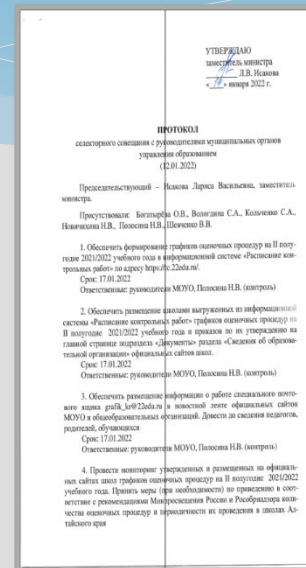 УТВЕРЖДАЮ
заместитель министра
Л.В. Исакова
января 2022 г.
ПРОТОКОЛ
селекторного совещания с руководителями муниципальных органов
управления образованием
(12.01.2022)
Председательствующий – Исакова Лариса Васильевна, заместитель
министра.
Присутствовали: Богатырёва О.В., Вологдина С.А., Кольченко С.А.,
Новичихина Н.В., Полосина Н.В., Шевченко В.В.
1. Обеспечить формирование графиков оценочных процедур на II полу-
годие 2021/2022 учебного года в информационной системе «Расписание кон-
трольных работ» по адресу
Срок: 17.01.2022
Ответственные: руководители МОУО, Полосина Н.В. (контроль)
2. Обеспечить размещение школами выгруженных из информационной
системы «Расписание контрольных работ» графиков оценочных процедур на
II полугодие 2021/2022 учебного года и приказов по их утверждению на
главной странице подраздела «Документы» раздела «Сведения об образова-
тельной организации» официальных сайтов школ.
Срок: 17.01.2022
Ответственные: руководители МОУО, Полосина Н.В. (контроль)
3. Обеспечить размещение информации о работе специального почто-
вого ящика grafik_kr@22edu.ru в новостной ленте официальных сайтов
МОУО и общеобразовательных организаций. Довести до сведения педагогов,
родителей, обучающихся
Срок: 17.01.2022
Ответственные: руководители МОУО, Полосина Н.В. (контроль)
4. Провести мониторинг утвержденных и размещенных на официаль-
ных сайтах школ графиков оценочных процедур на II полугодие 2021/2022
учебного года. Принять меры (при необходимости) по приведению в соот-
ветствие с рекомендациями Минпросвещения России и Рособрнадзора коли-
чества оценочных процедур и периодичности их проведения в школах Ал-
тайского края